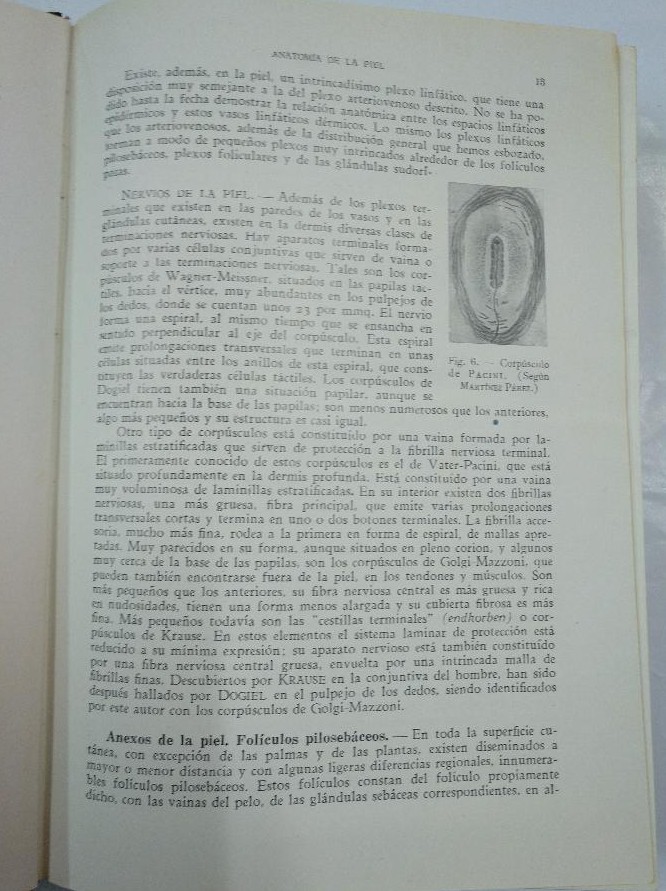 ANATOMÍA DE LA PIEL
18
Existe, además, en la piel, un intrincadísimo plexo linfático, que tiene una
disposición muy semejante a la del plexo arteriovenoso descrito. No se ha po-
dido hasta la fecha demostrar la relación anatómica entre los espacios linfáticos
epidérmicos y estos vasos linfáticos dérmicos. Lo mismo los plexos linfáticos
que los arteriovenosos, además de la distribución general que hemos esbozado,
forman a modo de pequeños plexos muy intrincados alrededor de los folículos
pilosebáceos, plexos foliculares y de las glándulas sudorí-
paras.
NERVIOS DE LA PIEL. — Además de los plexos ter-
minales que existen en las paredes de los vasos y en las
glándulas cutáneas, existen en la dermis diversas clases de
terminaciones nerviosas. Hay aparatos terminales forma-
dos por varias células conjuntivas que sirven de vaina o
soporte a las terminaciones nerviosas. Tales son los cor-
púsculos de Wagner-Meissner, situados en las papilas tác-
tiles, hacia el vértice, muy abundantes en los pulpejos de
los dedos, donde se cuentan unos 23 por mmq. El nervio
forma una espiral, al mismo tiempo que se ensancha en
sentido perpendicular al eje del corpúsculo. Esta espiral
emite prolongaciones transversales que terminan en unas
células situadas entre los anillos de esta espiral, que cons-
tituyen las verdaderas células táctiles. Los corpúsculos de
Dogiel tienen también una situación papilar, aunque se
encuentran hacia la base de las papilas; son menos numerosos que los anteriores,
algo más pequeños y su estructura es casi igual.
Fig. 6. — Corpúsculo
de PACINI. (Según
MARTÍNEZ PÉREZ.)
Otro tipo de corpúsculos está constituído por una vaina formada por la-
minillas estratificadas que sirven de protección a la fibrilla nerviosa terminal.
El primeramente conocido de estos corpúsculos es el de Vater-Pacini, que está
situado profundamente en la dermis profunda. Está constituído por una vaina
muy voluminosa de laminillas estratificadas. En su interior existen dos fibrillas
nerviosas, una más gruesa, fibra principal, que emite varias prolongaciones
transversales cortas y termina en uno o dos botones terminales. La fibrilla acce-
soria, mucho más fina, rodea a la primera en forma de espiral, de mallas apre-
tadas. Muy parecidos en su forma, aunque situados en pleno corion, y algunos
muy cerca de la base de las papilas, son los corpúsculos de Golgi-Mazzoni, que
pueden también encontrarse fuera de la piel, en los tendones y músculos. Son
más pequeños que los anteriores, su fibra nerviosa central es más gruesa y rica
en nudosidades, tienen una forma menos alargada y su cubierta fibrosa es más
fina. Más pequeños todavía son las "cestillas terminales" (endkorben) o cor-
púsculos de Krause. En estos elementos el sistema laminar de protección está
reducido a su mínima expresión; su aparato nervioso está también constituído
por una fibra nerviosa central gruesa, envuelta por una intrincada malla de
fibrillas finas. Descubiertos por KRAUSE en la conjuntiva del hombre, han sido
después hallados por DOGIEL en el pulpejo de los dedos, siendo identificados
por este autor con los corpúsculos de Golgi-Mazzoni.
Anexos de la piel. Folículos pilosebáceos. — En toda la superficie cu-
tánea, con excepción de las palmas y de las plantas, existen diseminados a
mayor o menor distancia y con algunas ligeras diferencias regionales, innumera-
bles folículos pilosebáceos. Estos folículos constan del folículo propiamente
dicho, con las vainas del pelo, de las glándulas sebáceas correspondientes, en al-